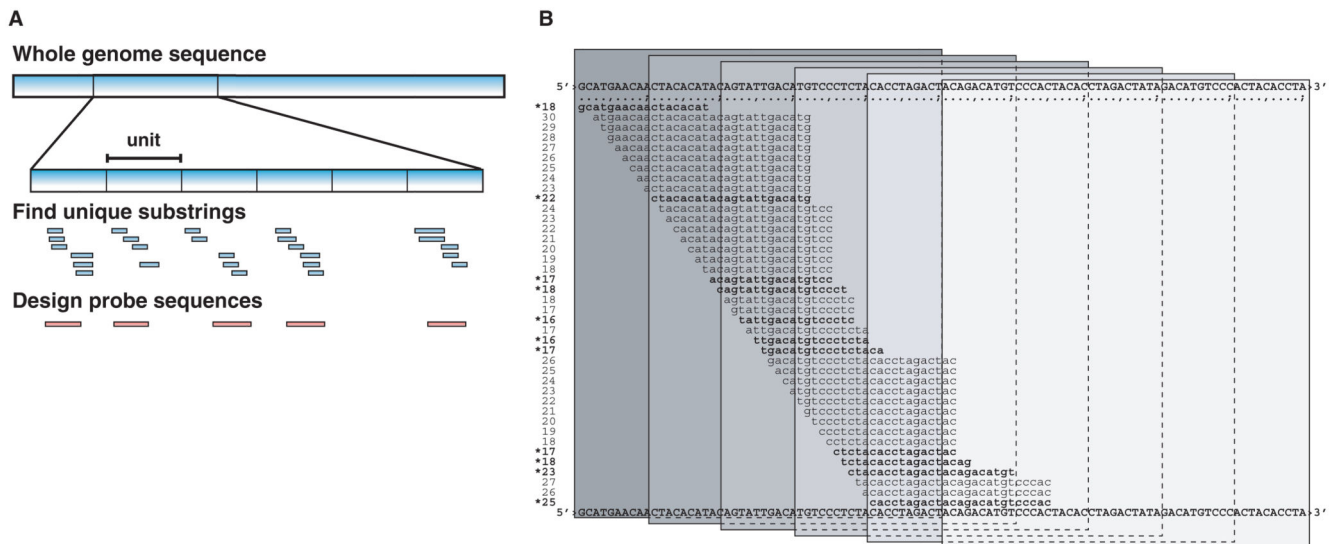 A
Whole genome sequence
unit
Find unique substrings
Design probe sequences
B
5' GCATGAACAACTACACATACAGTATTGACATGTCCCTCTACACCTAGACTACAGACATGTCCCACTACACCTAGACTATAGACATGTCCCACTACACCTA 3'
*18 gcatgaacaactacacat
30 atgaacaactacacatacagtattgacatg
29 tgaacaactacacatacagtattgacatg
28 gaacaactacacatacagtattgacatg
27 aacaactacacatacagtattgacatg
26 acaactacacatacagtattgacatg
25 caactacacatacagtattgacatg
24 aactacacatacagtattgacatg
23 actacacatacagtattgacatg
*22 ctacacatacagtattgacatg
24 tacacatacagtattgacatgtcc
23 acacatacagtattgacatgtcc
22 cacatacagtattgacatgtcc
21 acatacagtattgacatgtcc
20 catacagtattgacatgtcc
19 atacagtattgacatgtcc
18 tacagtattgacatgtcc
*17 acagtattgacatgtcc
*18 cagtattgacatgtccct
18 agtattgacatgtccctc
17 gtattgacatgtccctc
*16 tattgacatgtccctc
17 attgacatgtccctcta
*16 ttgacatgtccctcta
*17 tgacatgtccctctaca
26 gacatgtccctctacacctagactac
25 acatgtccctctacacctagactac
24 catgtccctctacacctagactac
23 atgtccctctacacctagactac
22 tgtccctctacacctagactac
21 gtccctctacacctagactac
20 tccctctacacctagactac
19 ccctctacacctagactac
18 cctctacacctagactac
*17 ctctacacctagactac
*18 tctacacctagactacag
*23 ctacacctagactacagacatgt
27 tacacctagactacagacatgtcccac
26 acacctagactacagacatgtcccac
*25 cacctagactacagacatgtcccac
5' GCATGAACAACTACACATACAGTATTGACATGTCCCTCTACACCTAGACTACAGACATGTCCCACTACACCTAGACTATAGACATGTCCCACTACACCTA 3'